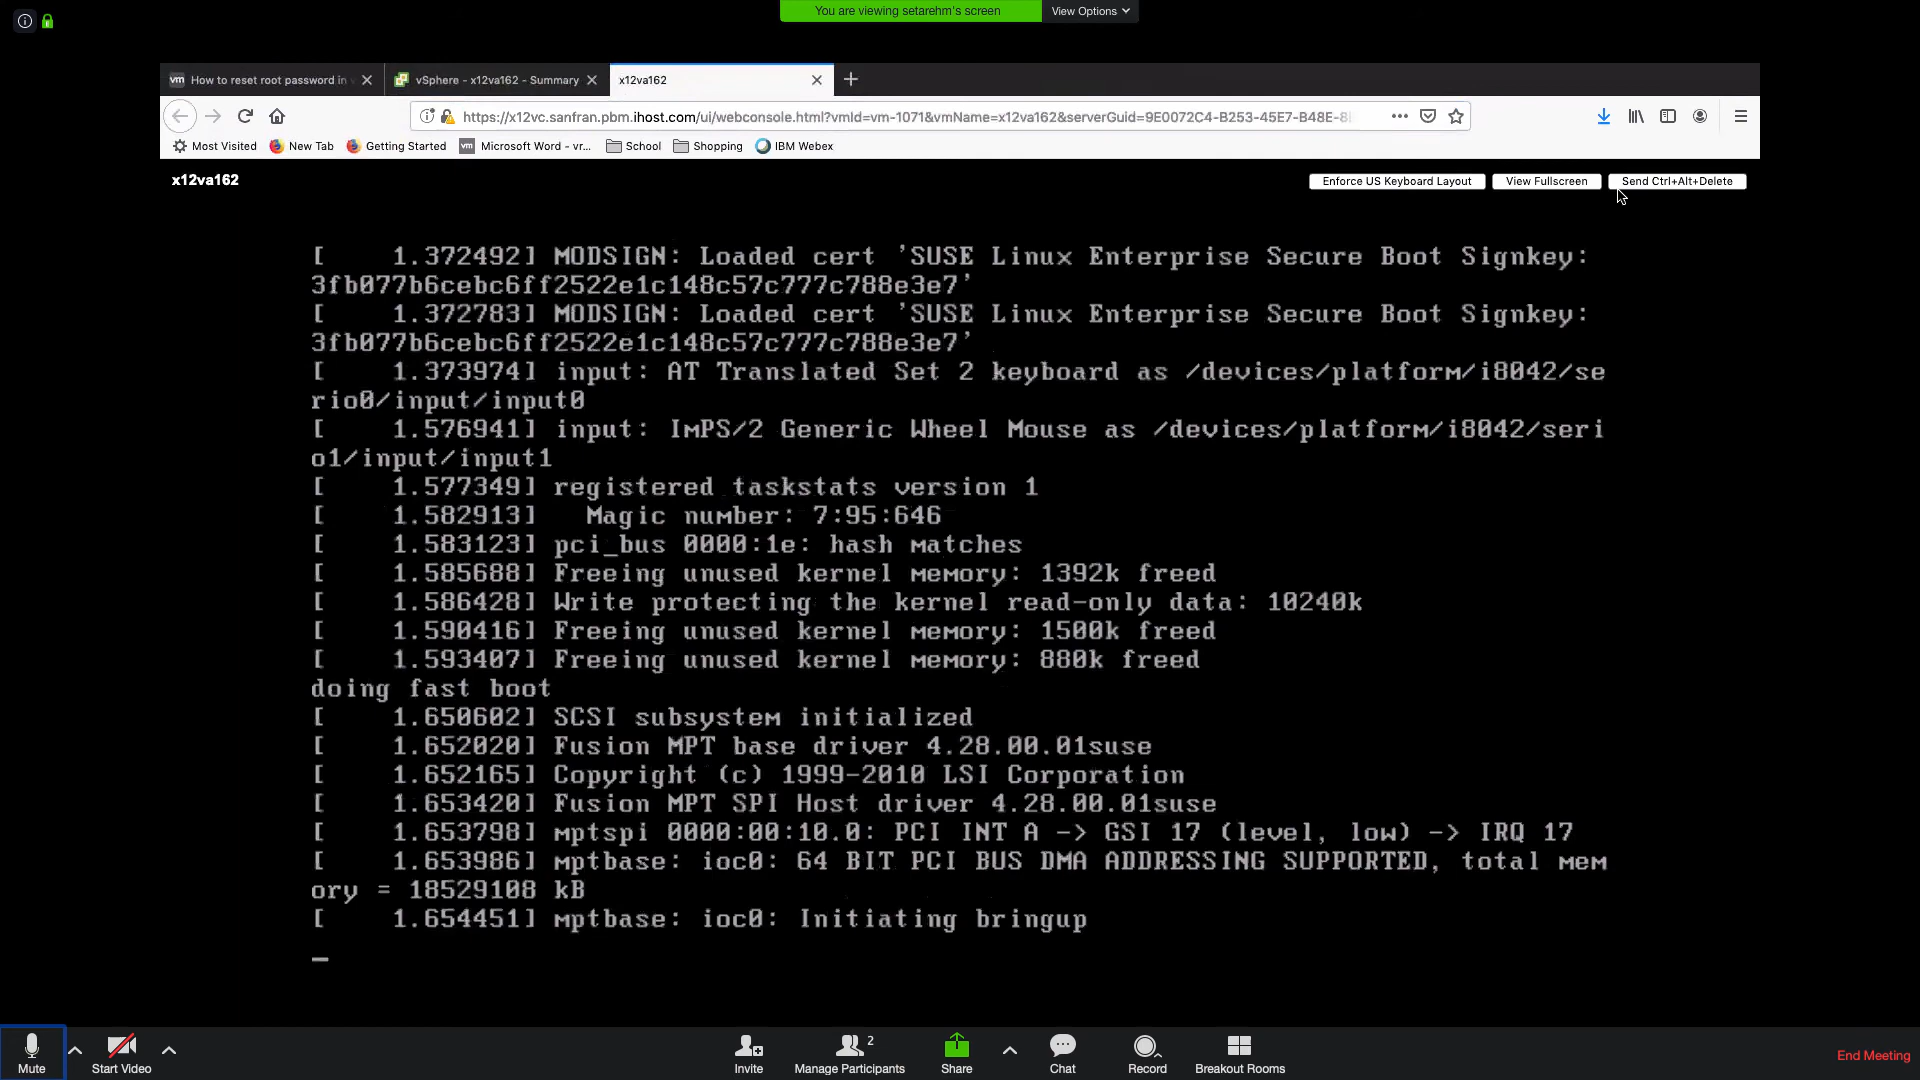 You are viewing setarehm's screen
View Options
How to reset root password in
vSphere - x12va162 - Summary
x12va162
https://x12vc.sanfran.pbm.ihost.com/ui/webconsole.html?vmId=vm-1071&vmName=x12va162&serverGuid=9E0072C4-B253-45E7-B48E-8
Most Visited
New Tab
Getting Started
vm
Microsoft Word - vr...
School
Shopping
IBM Webex
x12va162
Enforce US Keyboard Layout
View Fullscreen
Send Ctrl+Alt+Delete
[ 1.372492] MODSIGN: Loaded cert 'SUSE Linux Enterprise Secure Boot Signkey:
3fb077b6cebc6ff2522e1c148c57c777c788e3e7'
[ 1.372783] MODSIGN: Loaded cert 'SUSE Linux Enterprise Secure Boot Signkey:
3fb077b6cebc6ff2522e1c148c57c777c788e3e7'
[ 1.373974] input: AT Translated Set 2 keyboard as /devices/platform/i8042/se
rio0/input/input0
[ 1.576941] input: ImPS/2 Generic Wheel Mouse as /devices/platform/i8042/seri
o1/input/input1
[ 1.577349] registered taskstats version 1
[ 1.582913] Magic number: 7:95:646
[ 1.583123] pci_bus 0000:1e: hash matches
[ 1.585688] Freeing unused kernel memory: 1392k freed
[ 1.586428] Write protecting the kernel read-only data: 10240k
[ 1.590416] Freeing unused kernel memory: 1500k freed
[ 1.593407] Freeing unused kernel memory: 880k freed
doing fast boot
[ 1.650602] SCSI subsystem initialized
[ 1.652020] Fusion MPT base driver 4.28.00.01suse
[ 1.652165] Copyright (c) 1999-2010 LSI Corporation
[ 1.653420] Fusion MPT SPI Host driver 4.28.00.01suse
[ 1.653798] mptspi 0000:00:10.0: PCI INT A -> GSI 17 (level, low) -> IRQ 17
[ 1.653986] mptbase: ioc0: 64 BIT PCI BUS DMA ADDRESSING SUPPORTED, total mem
ory = 18529108 kB
[ 1.654451] mptbase: ioc0: Initiating bringup
_
Mute
Start Video
Invite
2
Manage Participants
Share
Chat
Record
Breakout Rooms
End Meeting